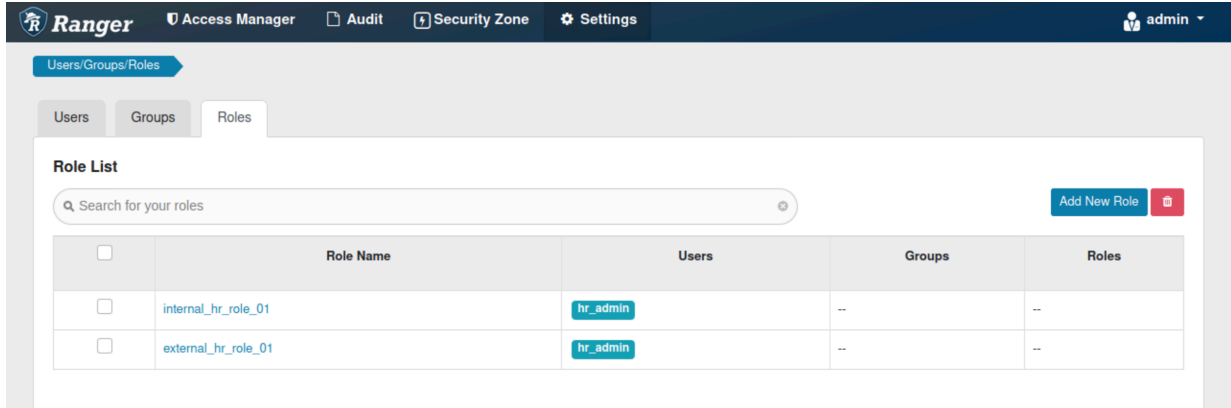 Ranger Access Manager Audit Security Zone Settings admin
Users/Groups/Roles
Users Groups Roles
Role List
Search for your roles
Add New Role
Role Name Users Groups Roles
internal_hr_role_01 hr_admin -- --
external_hr_role_01 hr_admin -- --